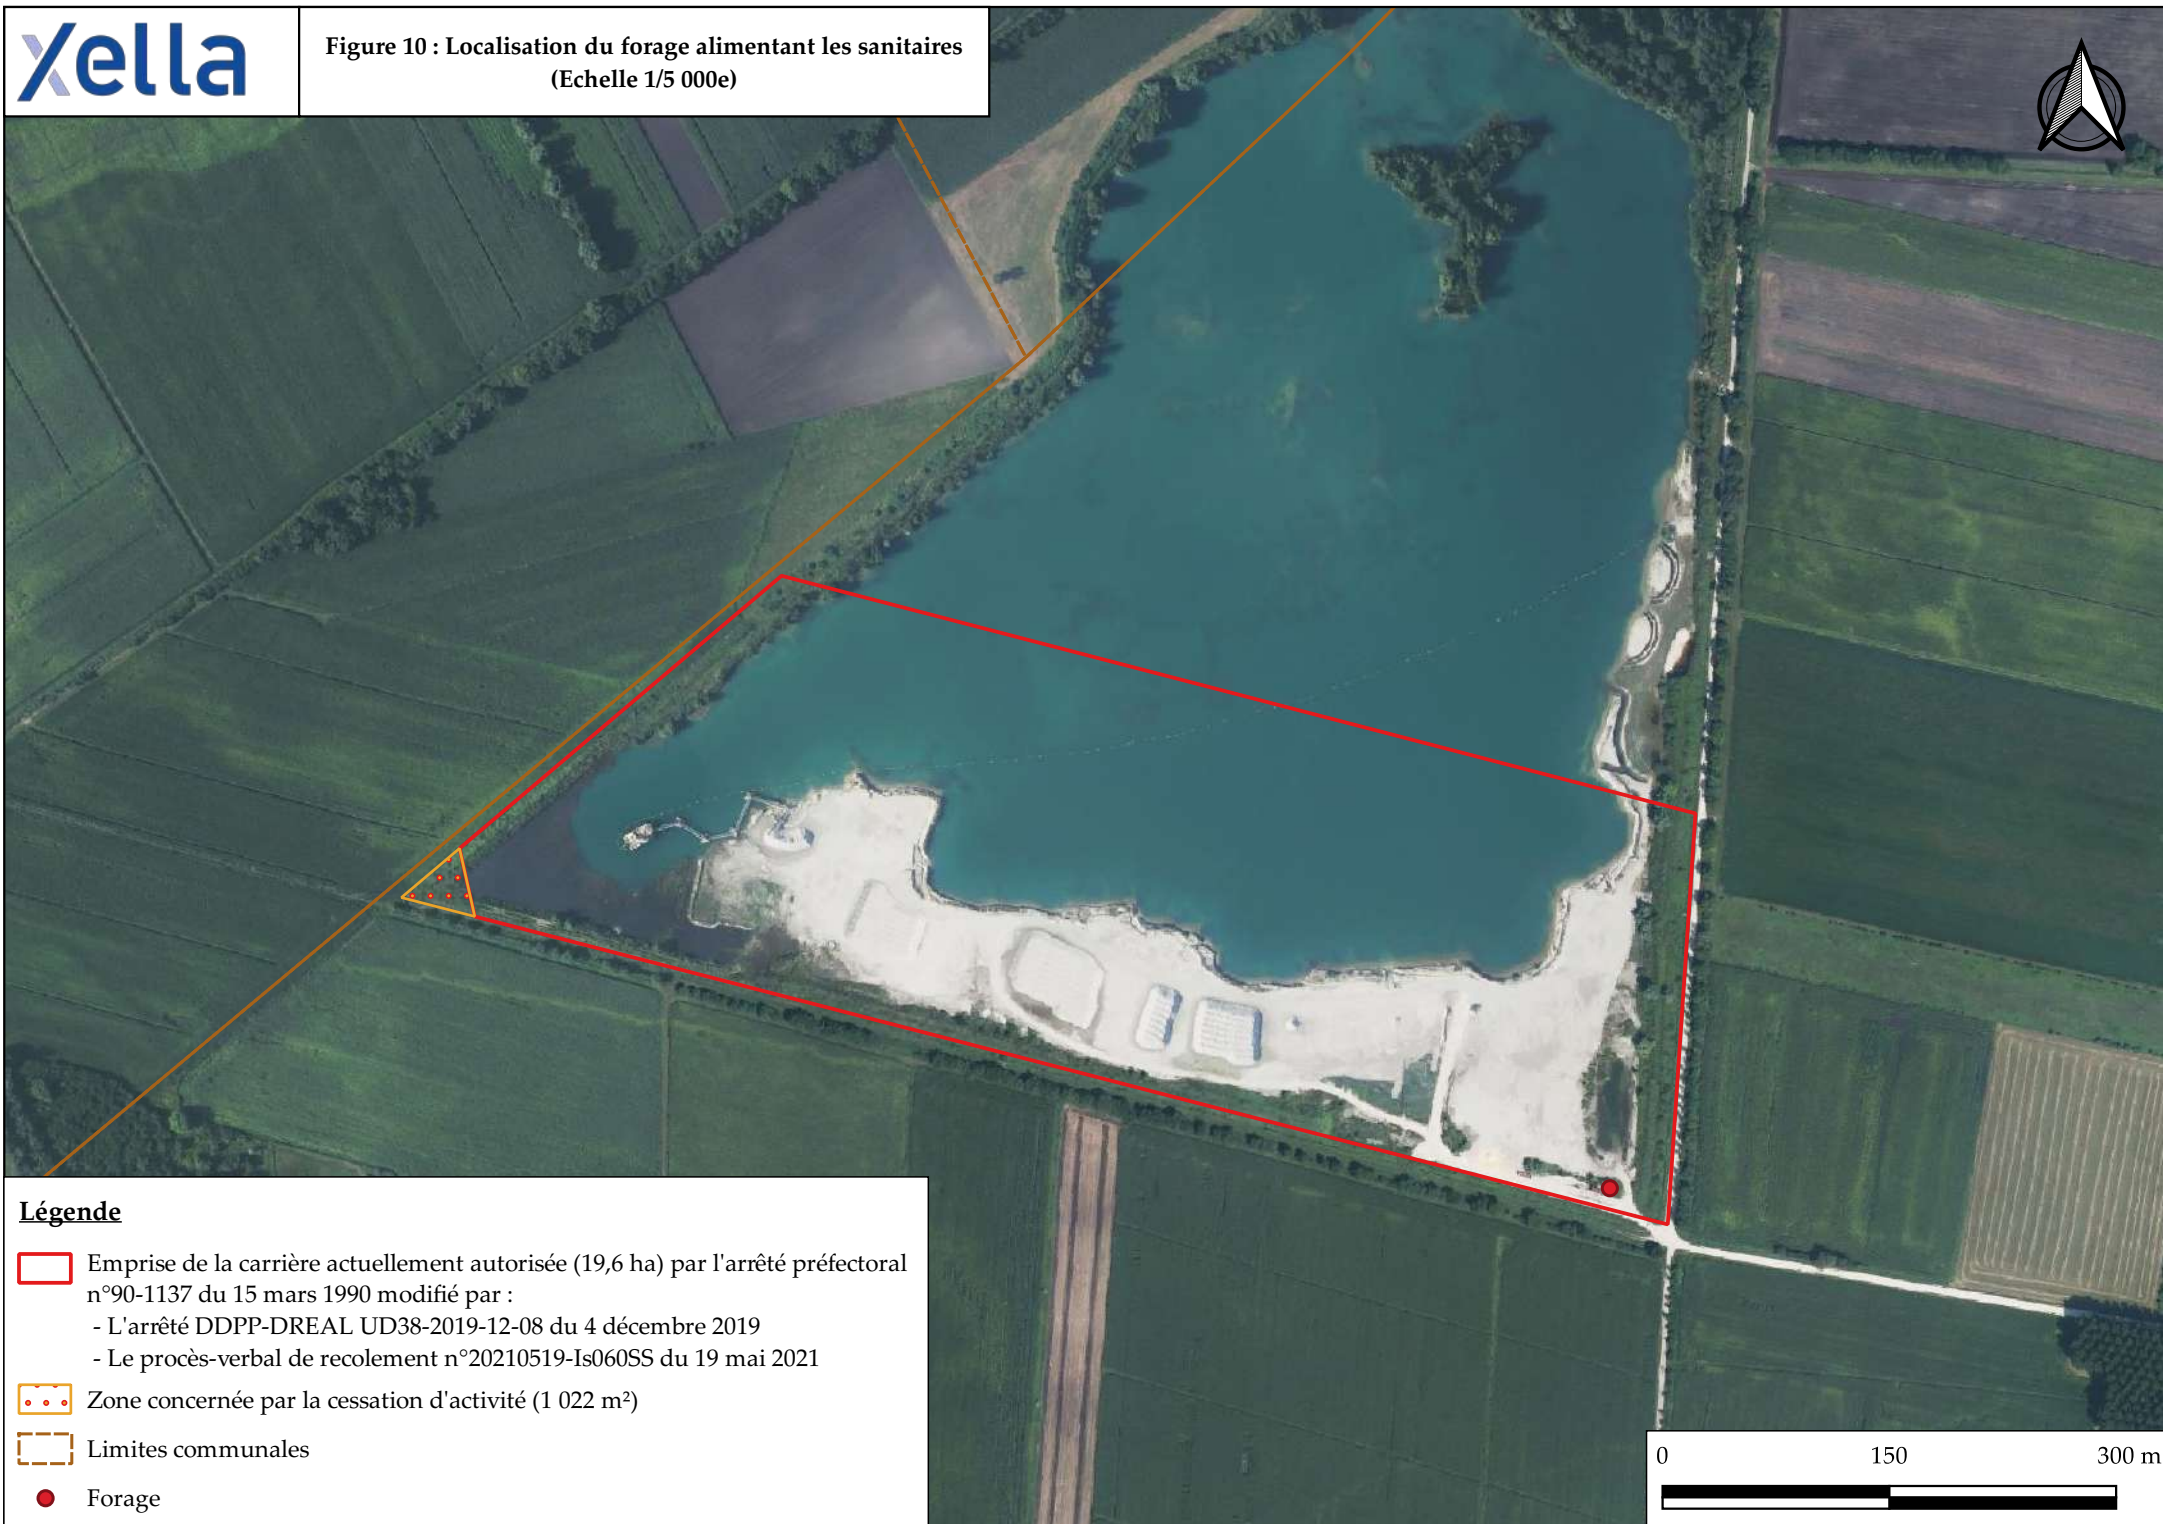 Xella
Figure 10 : Localisation du forage alimentant les sanitaires
(Echelle 1/5 000e)
Légende
Emprise de la carrière actuellement autorisée (19,6 ha) par l'arrêté préfectoral
n°90-1137 du 15 mars 1990 modifié par :
- L'arrêté DDPP-DREAL UD38-2019-12-08 du 4 décembre 2019
- Le procès-verbal de recolement n°20210519-Is060SS du 19 mai 2021
Zone concernée par la cessation d'activité (1 022 m²)
Limites communales
Forage
0 150 300 m